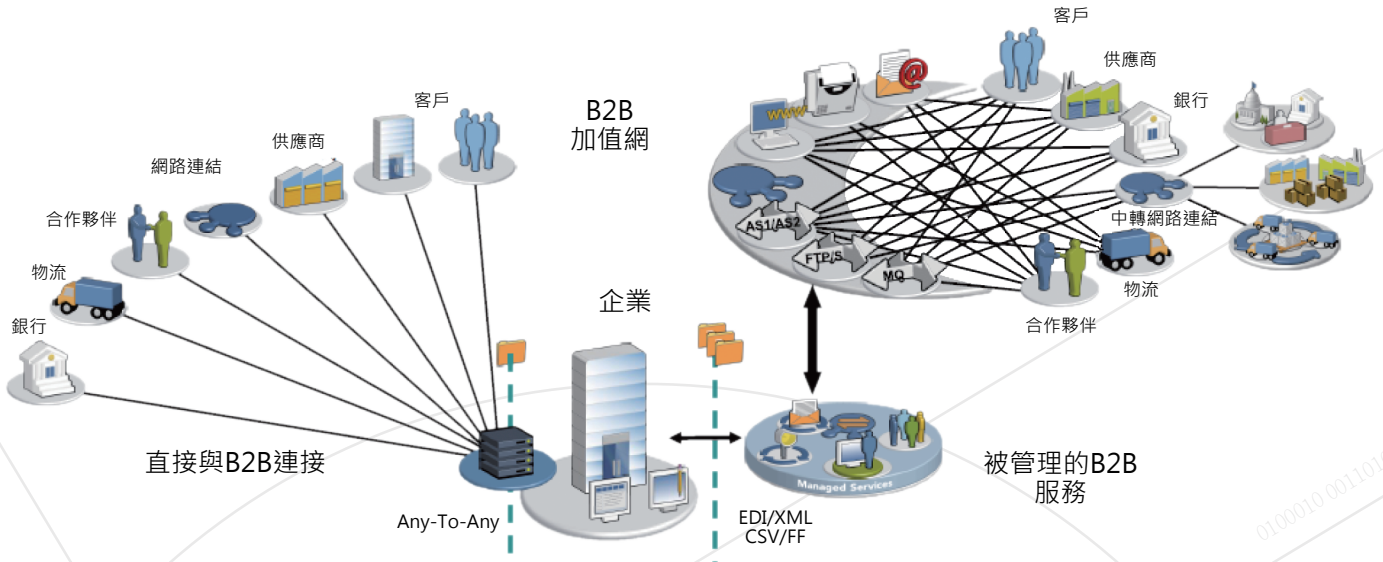 客戶
供應商
網路連結
合作夥伴
物流
銀行
直接與B2B連接
Any-To-Any
B2B
加值網
企業
EDI/XML
CSV/FF
Managed Services
被管理的B2B
服務
WWW
@
AS1/AS2
FTP/S
MQ
客戶
供應商
銀行
中轉網路連結
物流
合作夥伴
0100010 0011010